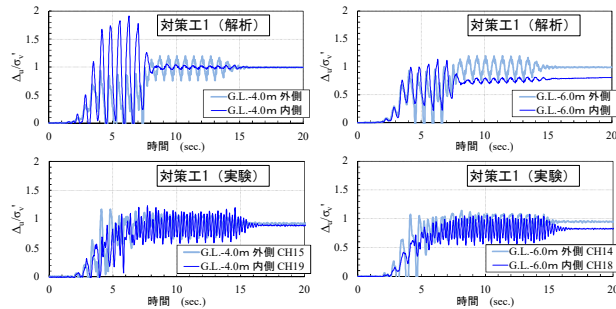 対策工1（解析）
Δu/σv'
2
1.5
1
0.5
0
0 5 10 15 20
G.L.-4.0m 外側
G.L.-4.0m 内側
時間 (sec.)
対策工1（解析）
Δu/σv'
2
1.5
1
0.5
0
0 5 10 15 20
G.L.-6.0m 外側
G.L.-6.0m 内側
時間 (sec.)
対策工1（実験）
Δu/σv'
2
1.5
1
0.5
0
0 5 10 15 20
G.L.-4.0m 外側 CH15
G.L.-4.0m 内側 CH19
時間 (sec.)
対策工1（実験）
Δu/σv'
2
1.5
1
0.5
0
0 5 10 15 20
G.L.-6.0m 外側 CH14
G.L.-6.0m 内側 CH18
時間 (sec.)